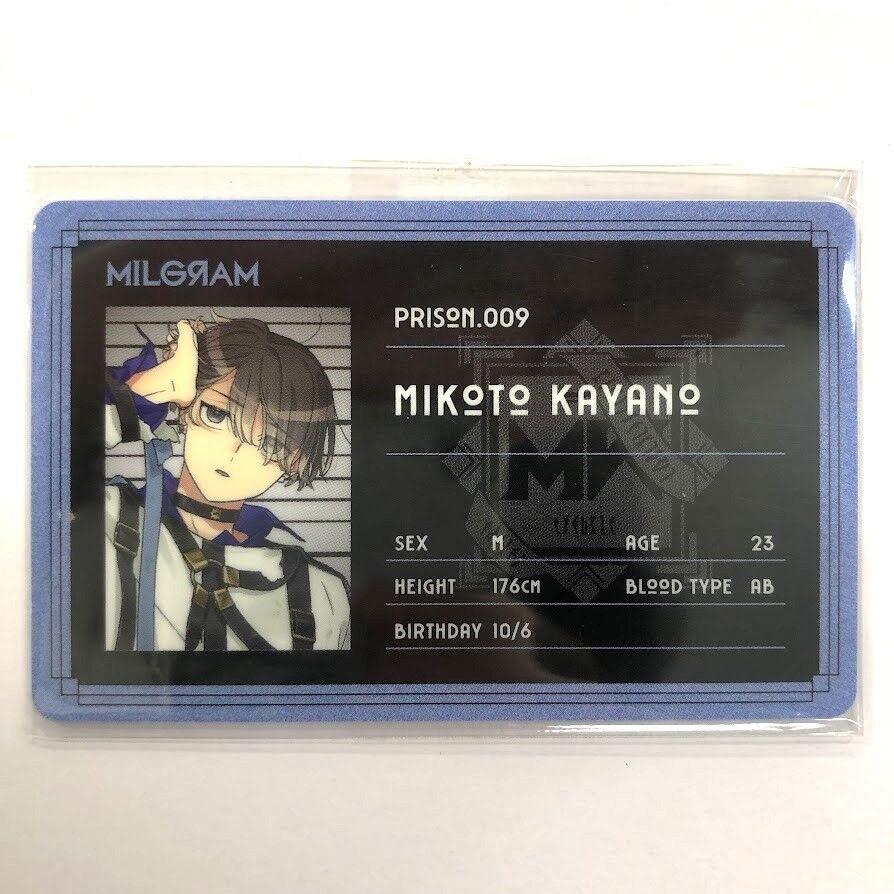 MILGRAM
PRISON.009
MIKOTO KAYANO
SEX M AGE 23
HEIGHT 176CM BLOOD TYPE AB
BIRTHDAY 10/6